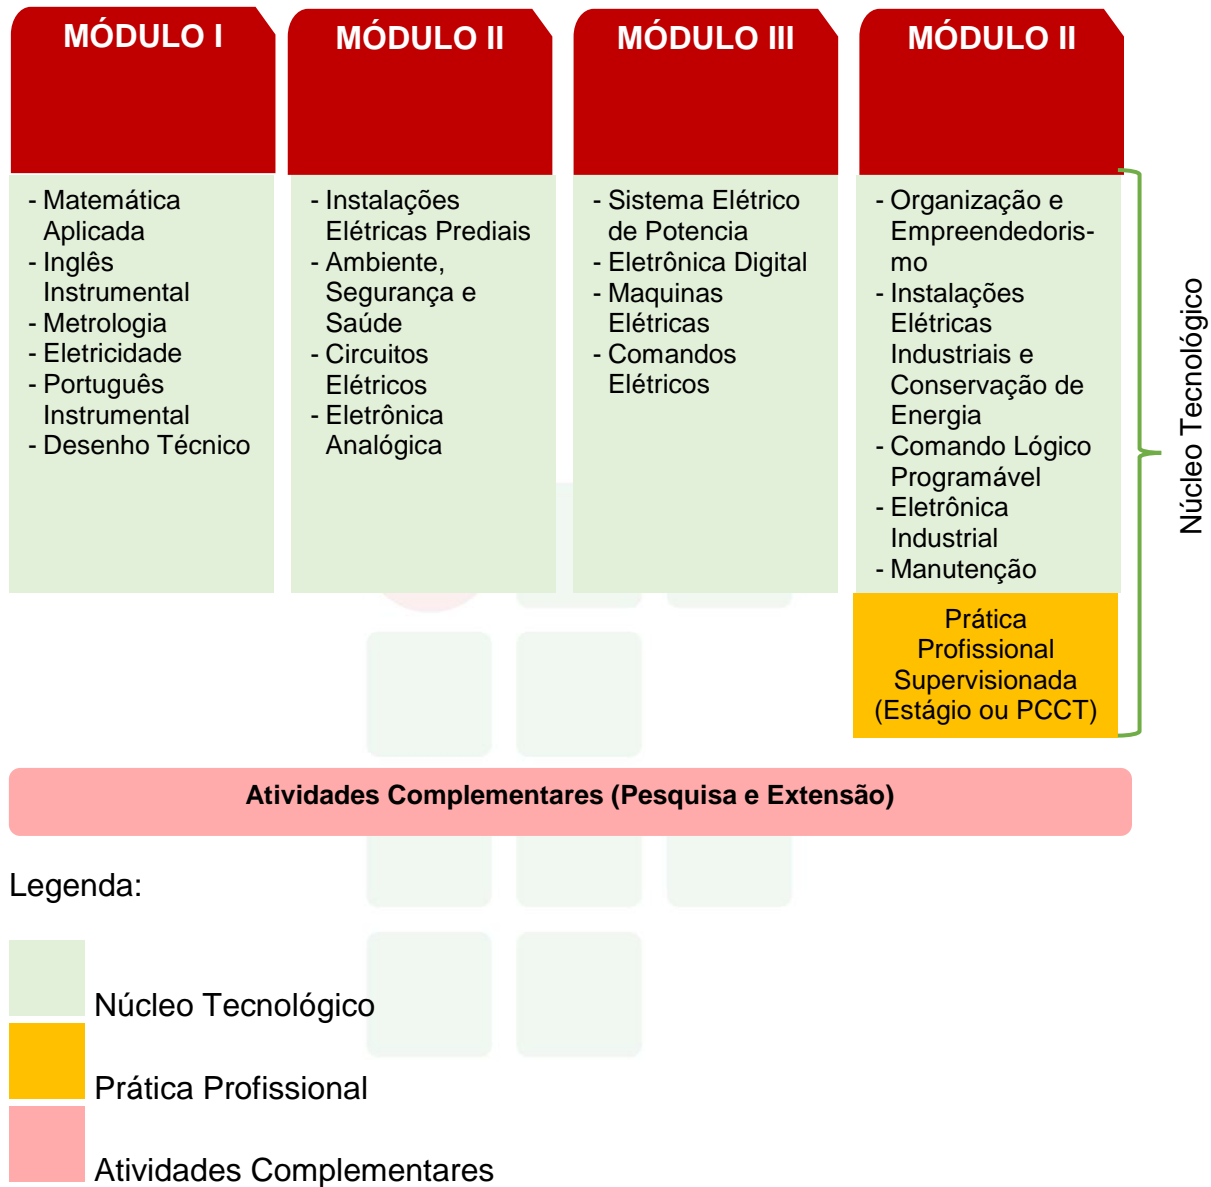 MÓDULO I
- Matemática
Aplicada
- Inglês
Instrumental
- Metrologia
- Eletricidade
- Português
Instrumental
- Desenho Técnico
MÓDULO II
- Instalações
Elétricas Prediais
- Ambiente,
Segurança e
Saúde
- Circuitos
Elétricos
- Eletrônica
Analógica
MÓDULO III
- Sistema Elétrico
de Potencia
- Eletrônica Digital
- Maquinas
Elétricas
- Comandos
Elétricos
MÓDULO II
- Organização e
Empreendedoris-
mo
- Instalações
Elétricas
Industriais e
Conservação de
Energia
- Comando Lógico
Programável
- Eletrônica
Industrial
- Manutenção
Prática
Profissional
Supervisionada
(Estágio ou PCCT)
Núcleo Tecnológico
Atividades Complementares (Pesquisa e Extensão)
Legenda:
Núcleo Tecnológico
Prática Profissional
Atividades Complementares